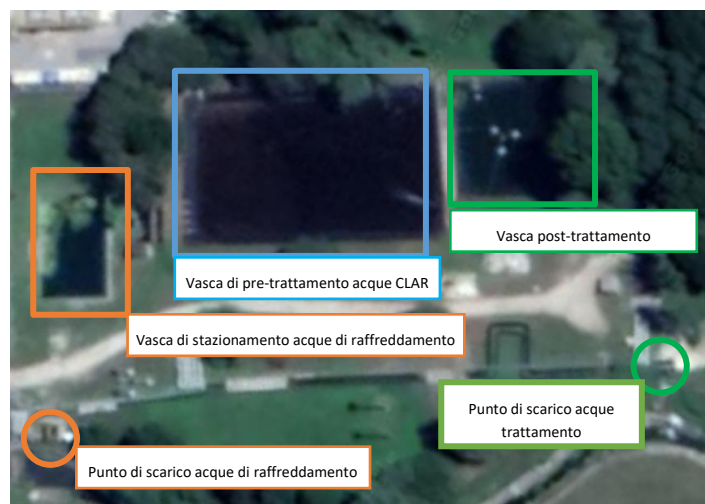 Vasca post-trattamento
Vasca di pre-trattamento acque CLAR
Vasca di stazionamento acque di raffreddamento
Punto di scarico acque
trattamento
Punto di scarico acque di raffreddamento